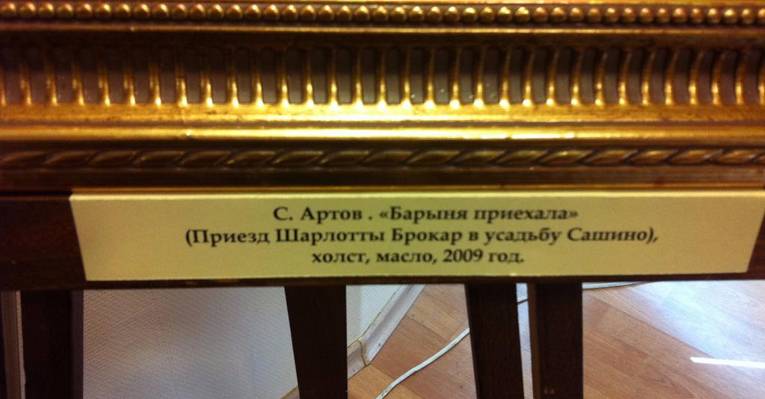 С. Артов . «Барыня приехала»
(Приезд Шарлотты Брокар в усадьбу Сашино),
холст, масло, 2009 год.